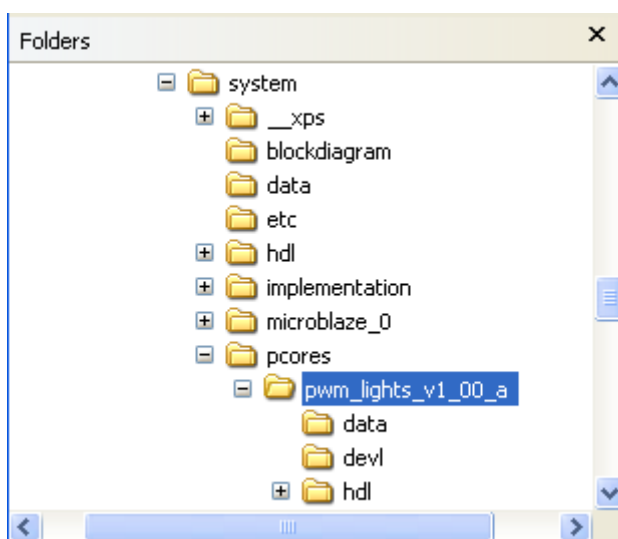 Folders
system
__xps
blockdiagram
data
etc
hdl
implementation
microblaze_0
pcores
pwm_lights_v1_00_a
data
devl
hdl